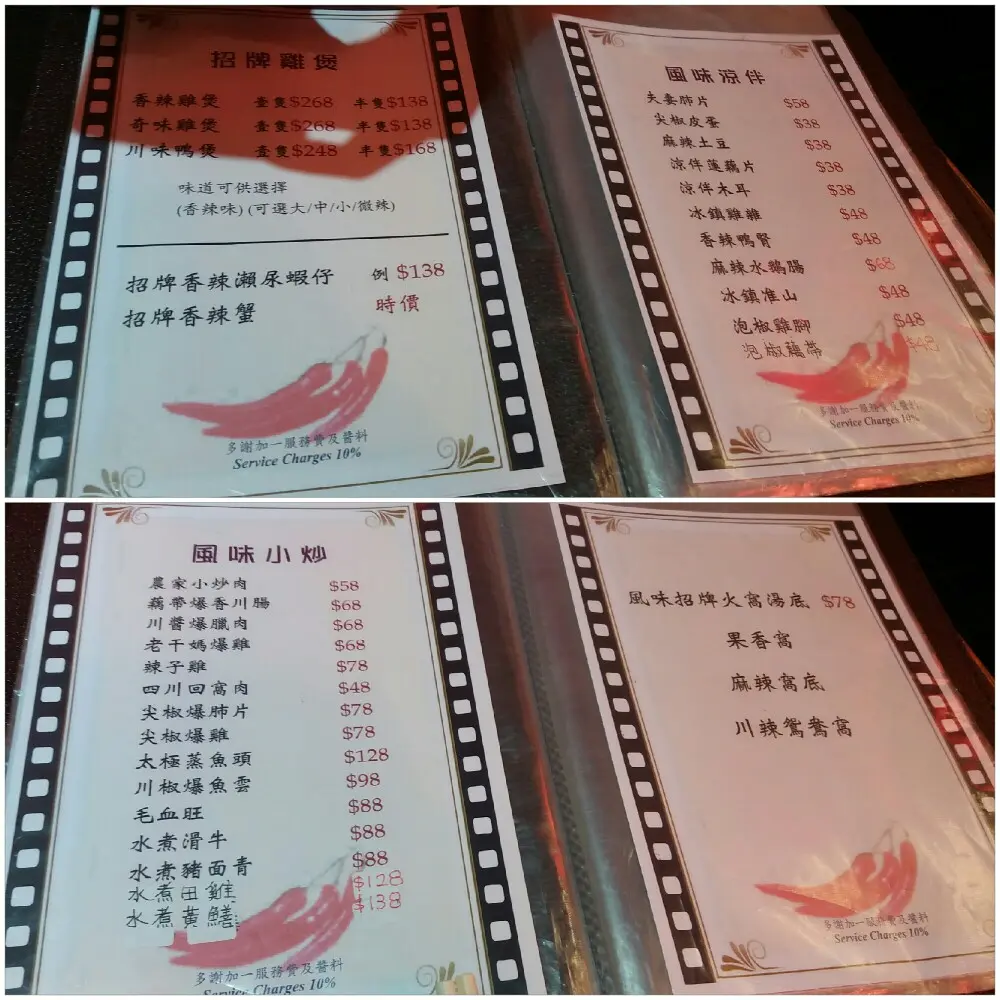 招牌雞煲
香辣雞煲 壹隻$268 半隻$138
奇味雞煲 壹隻$268 半隻$138
川味鴨煲 壹隻$248 半隻$168
味道可供選擇
(香辣味) (可選大/中/小/微辣)
招牌香辣瀨尿蝦仔 例 $138
招牌香辣蟹 時價
多謝加一服務費及醬料
Service Charges 10%
風味涼伴
夫妻肺片 $58
尖椒皮蛋 $38
麻辣土豆 $38
涼伴蓮藕片 $38
涼伴木耳 $38
冰鎮雞雜 $48
香辣鴨腎 $48
麻辣水鵝腸 $68
冰鎮准山 $48
泡椒雞腳 $48
泡椒藕帶 $48
多謝加一服務費及醬料
Service Charges 10%
風味小炒
農家小炒肉 $58
藕帶爆香川腸 $68
川醬爆臘肉 $68
老干媽爆雞 $68
辣子雞 $78
四川回窩肉 $48
尖椒爆肺片 $78
尖椒爆雞 $78
太極蒸魚頭 $128
川椒爆魚雲 $98
毛血旺 $88
水煮滑牛 $88
水煮豬面青 $88
水煮田雞 $128
水煮黃鱔 $138
多謝加一服務費及醬料
Service Charges 10%
風味招牌火窩湯底 $78
果香窩
麻辣窩底
川辣鴛鴦窩
多謝加一服務費及醬料
Service Charges 10%